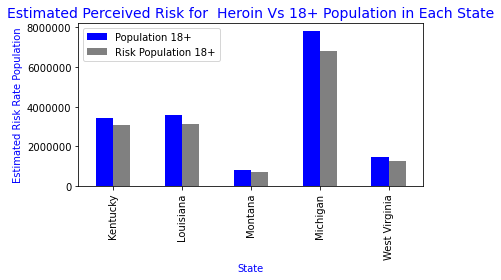 Estimated Perceived Risk for  Heroin Vs 18+ Population in Each State
Estimated Risk Rate Population
8000000
6000000
4000000
2000000
0
Population 18+
Risk Population 18+
Kentucky
Louisiana
Montana
Michigan
West Virginia
State